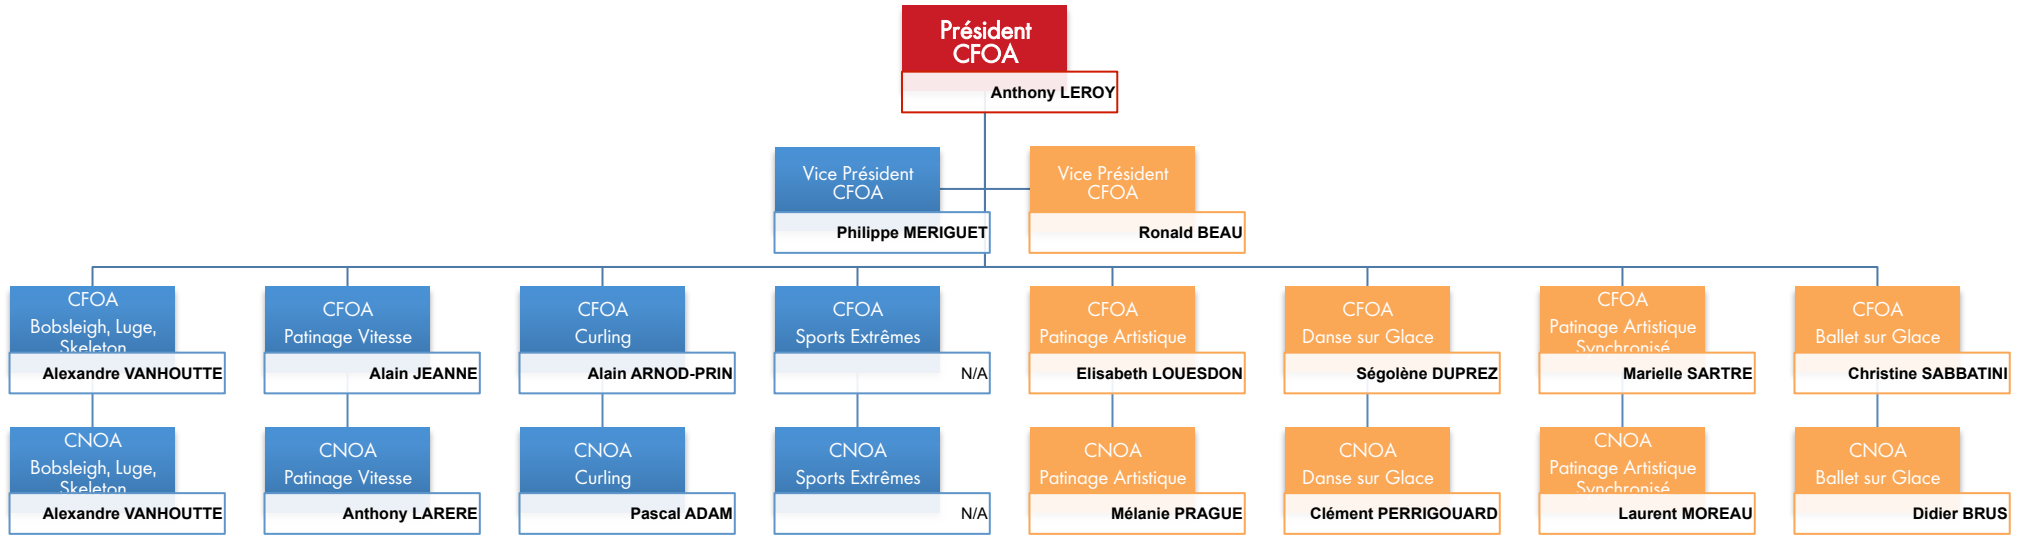 Président
CFOA
Anthony LEROY
Vice Président
CFOA
Philippe MERIGUET
Vice Président
CFOA
Ronald BEAU
CFOA
Bobsleigh, Luge,
Skeleton
Alexandre VANHOUTTE
CFOA
Patinage Vitesse
Alain JEANNE
CFOA
Curling
Alain ARNOD-PRIN
CFOA
Sports Extrêmes
N/A
CFOA
Patinage Artistique
Elisabeth LOUESDON
CFOA
Danse sur Glace
Ségolène DUPREZ
CFOA
Patinage Artistique
Synchronisé
Marielle SARTRE
CFOA
Ballet sur Glace
Christine SABBATINI
CNOA
Bobsleigh, Luge,
Skeleton
Alexandre VANHOUTTE
CNOA
Patinage Vitesse
Anthony LARERE
CNOA
Curling
Pascal ADAM
CNOA
Sports Extrêmes
N/A
CNOA
Patinage Artistique
Mélanie PRAGUE
CNOA
Danse sur Glace
Clément PERRIGOUARD
CNOA
Patinage Artistique
Synchronisé
Laurent MOREAU
CNOA
Ballet sur Glace
Didier BRUS